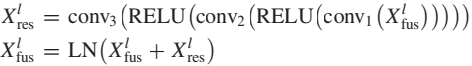 X^l_res = conv_3(RELU(conv_2(RELU(conv_1(X^l_fus)))))
X^l_fus = LN(X^l_fus + X^l_res)